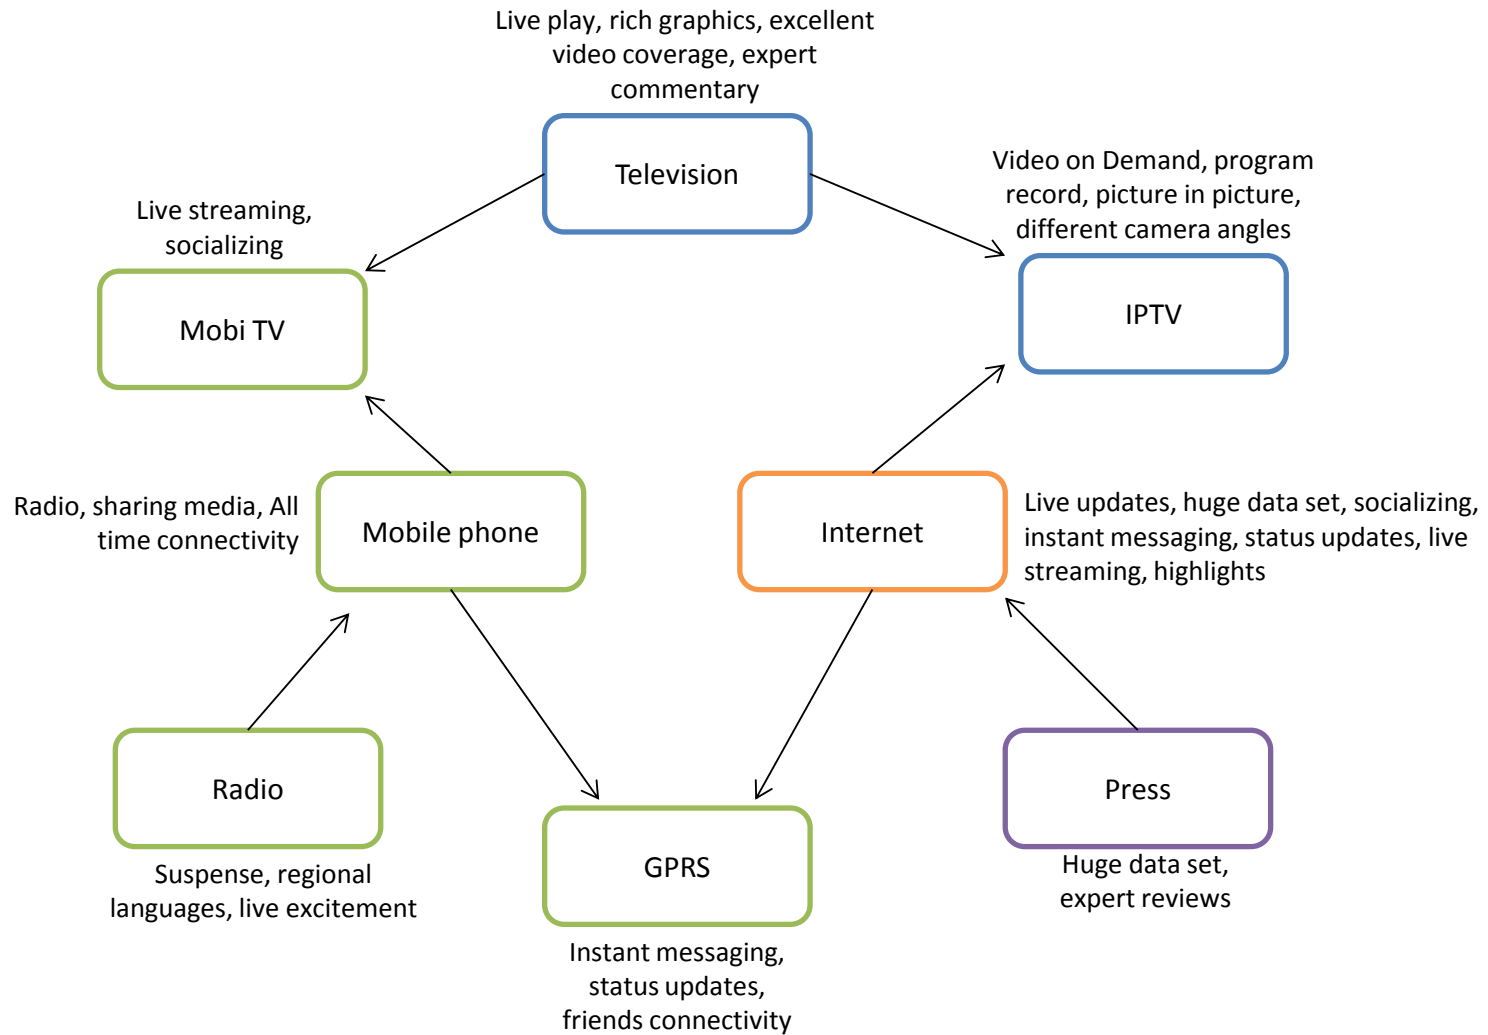 Live play, rich graphics, excellent
video coverage, expert
commentary
Television
Video on Demand, program
record, picture in picture,
different camera angles
Live streaming,
socializing
IPTV
Mobi TV
Radio, sharing media, All
time connectivity
Mobile phone
Internet
Live updates, huge data set, socializing,
instant messaging, status updates, live
streaming, highlights
Radio
Press
Suspense, regional
languages, live excitement
GPRS
Huge data set,
expert reviews
Instant messaging,
status updates,
friends connectivity